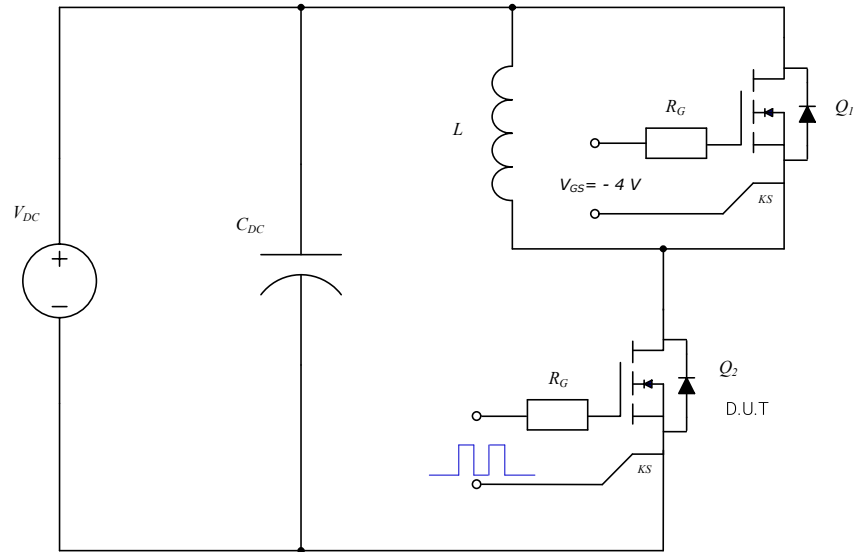 V_DC
+
−
C_DC
L
R_G
V_GS= - 4 V
Q_1
KS
R_G
Q_2
D.U.T
KS